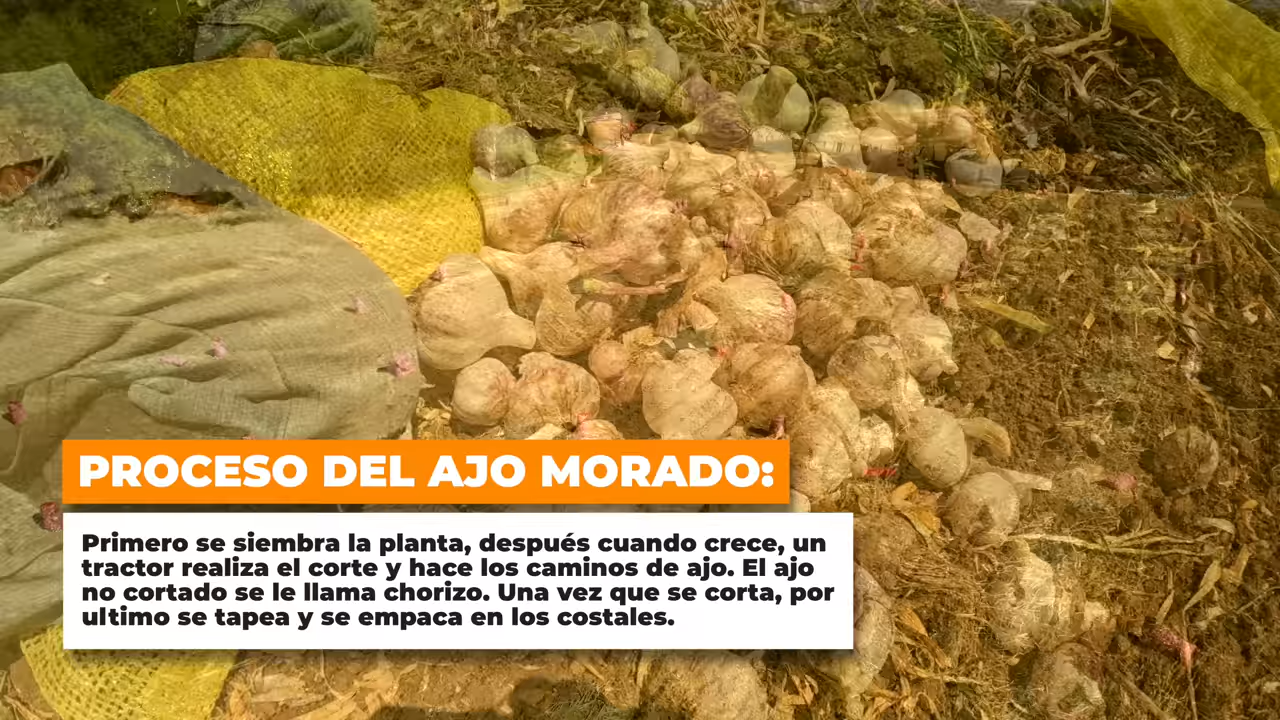 PROCESO DEL AJO MORADO:
Primero se siembra la planta, después cuando crece, un
tractor realiza el corte y hace los caminos de ajo. El ajo
no cortado se le llama chorizo. Una vez que se corta, por
ultimo se tapea y se empaca en los costales.